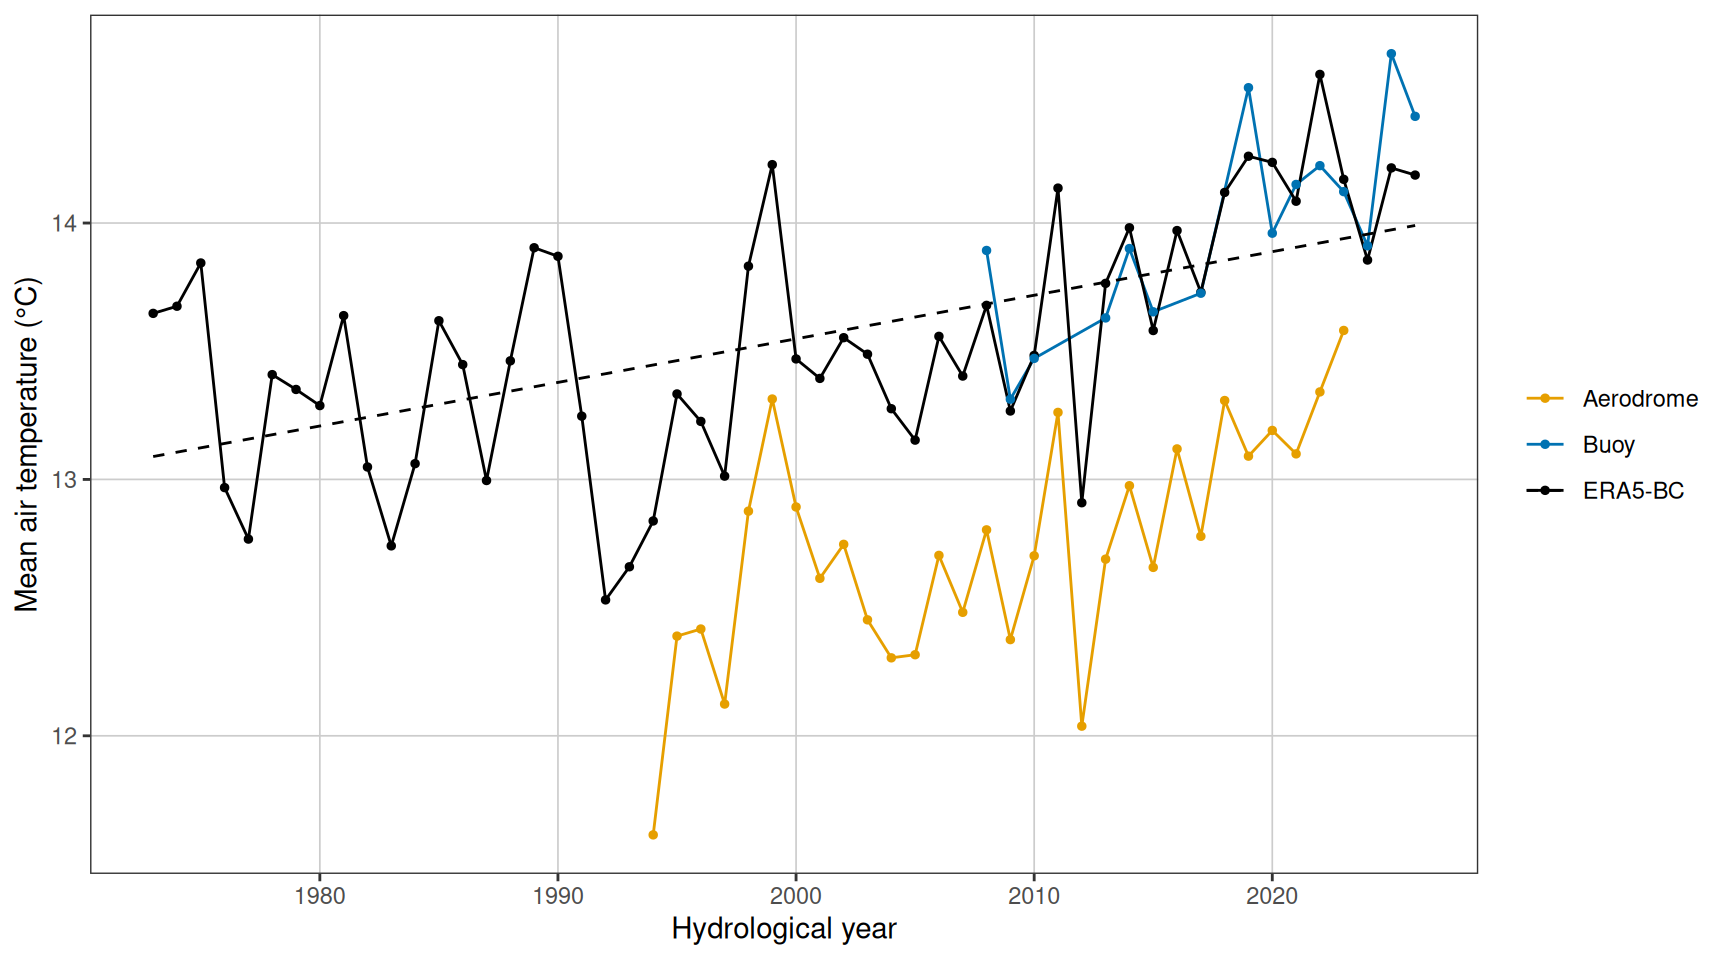 Mean air temperature (°C)
14
13
12
1980 1990 2000 2010 2020
Hydrological year
Aerodrome
Buoy
ERA5-BC